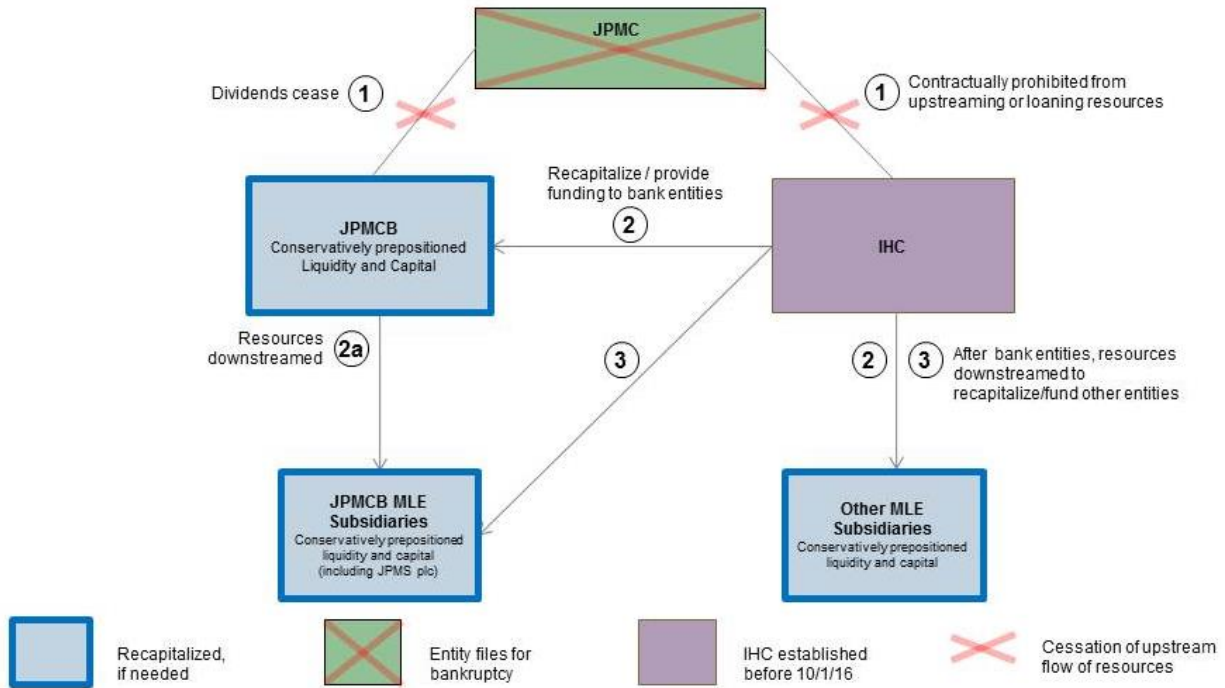 JPMC
Dividends cease 1
1 Contractually prohibited from
upstreaming or loaning resources
Recapitalize / provide
funding to bank entities
2
JPMCB
Conservatively prepositioned
Liquidity and Capital
IHC
Resources
downstreamed
2a
3
2
3
After bank entities, resources
downstreamed to
recapitalize/fund other entities
JPMCB MLE
Subsidiaries
Conservatively prepositioned
liquidity and capital
(including JPMS plc)
Other MLE
Subsidiaries
Conservatively prepositioned
liquidity and capital
Recapitalized,
if needed
Entity files for
bankruptcy
IHC established
before 10/1/16
Cessation of upstream
flow of resources